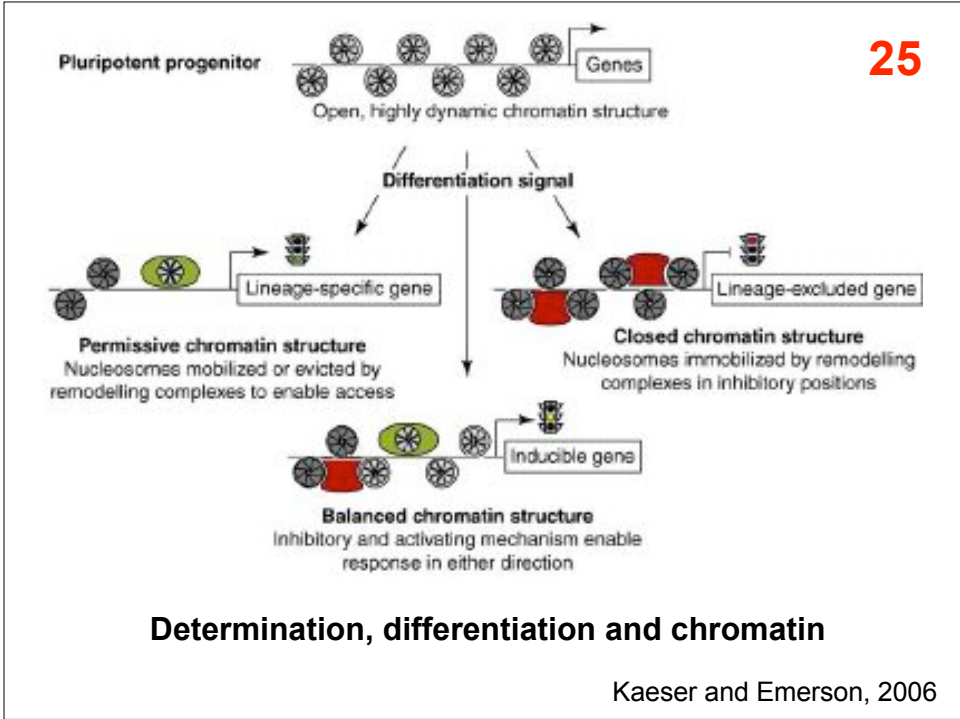 25
Pluripotent progenitor
Genes
Open, highly dynamic chromatin structure
Differentiation signal
Lineage-specific gene
Permissive chromatin structure
Nucleosomes mobilized or evicted by
remodelling complexes to enable access
Lineage-excluded gene
Closed chromatin structure
Nucleosomes immobilized by remodelling
complexes in inhibitory positions
Inducible gene
Balanced chromatin structure
Inhibitory and activating mechanism enable
response in either direction
Determination, differentiation and chromatin
Kaeser and Emerson, 2006